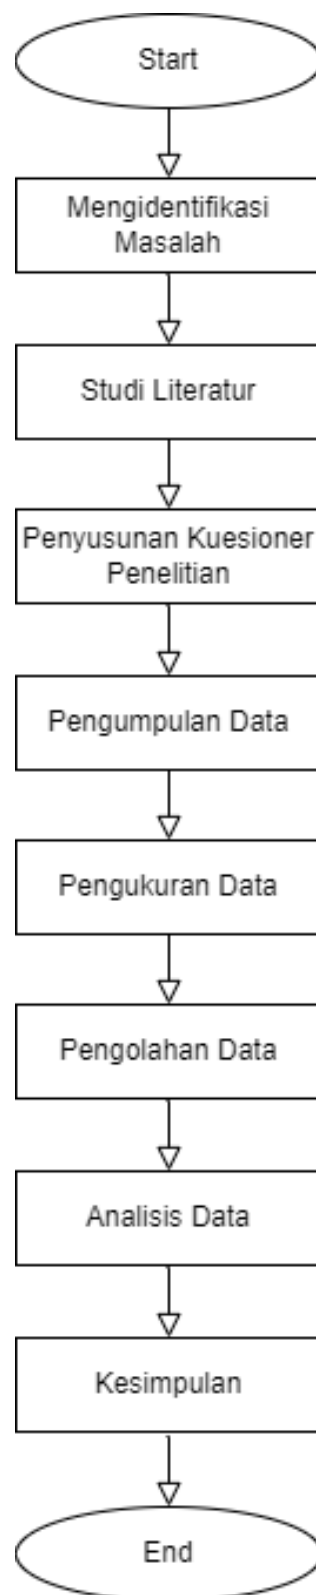 Start
Mengidentifikasi
Masalah
Studi Literatur
Penyusunan Kuesioner
Penelitian
Pengumpulan Data
Pengukuran Data
Pengolahan Data
Analisis Data
Kesimpulan
End